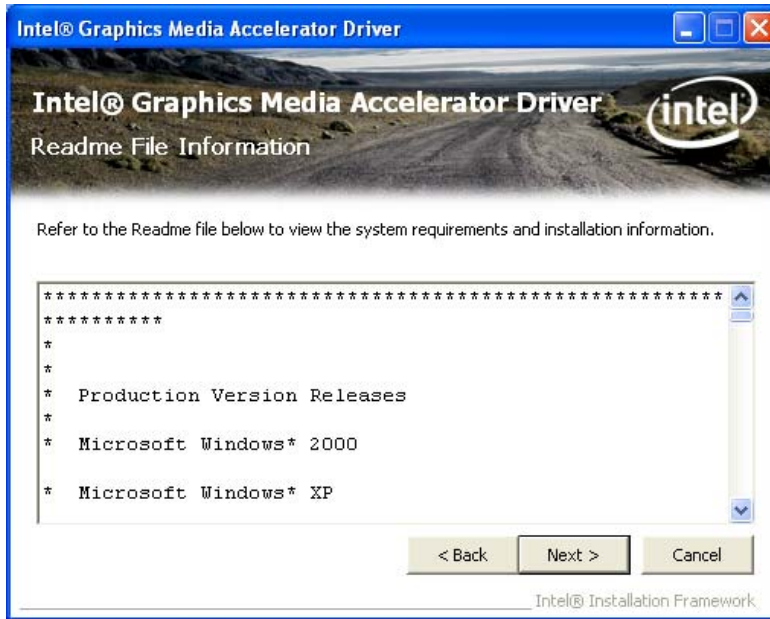 Intel® Graphics Media Accelerator Driver
Intel® Graphics Media Accelerator Driver
Readme File Information
intel
Refer to the Readme file below to view the system requirements and installation information.
*********************************************************
**********
*
*
* Production Version Releases
*
* Microsoft Windows* 2000
* Microsoft Windows* XP
< Back
Next >
Cancel
Intel® Installation Framework